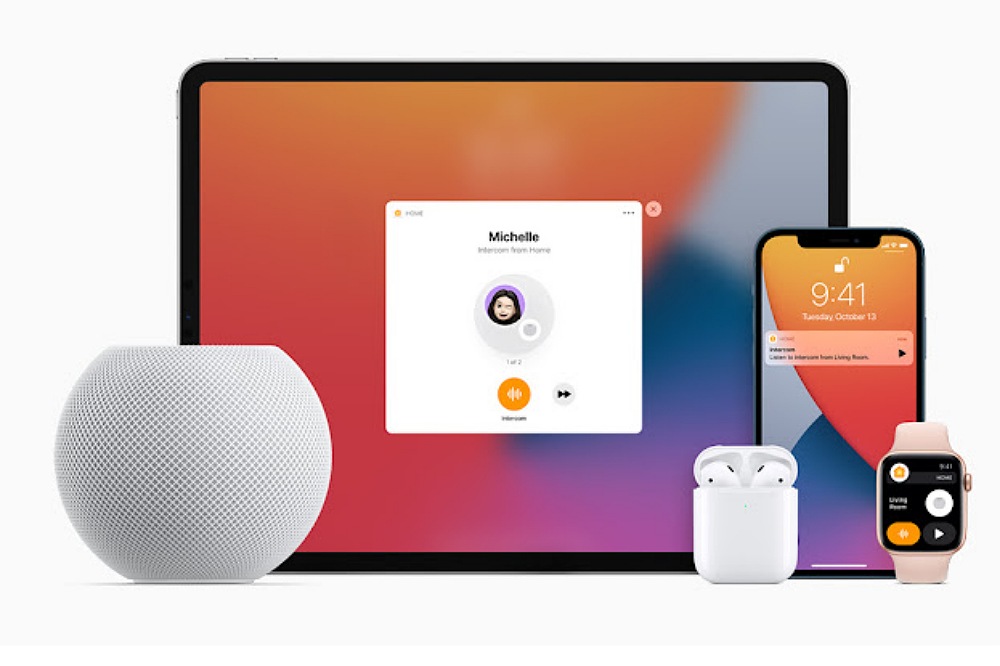 HOME
Michelle
Intercom from Home
1 of 2
Intercom
9:41
Tuesday, October 13
HOME now
Intercom
Listen to Intercom from Living Room.
9:41
HOME
Living
Room